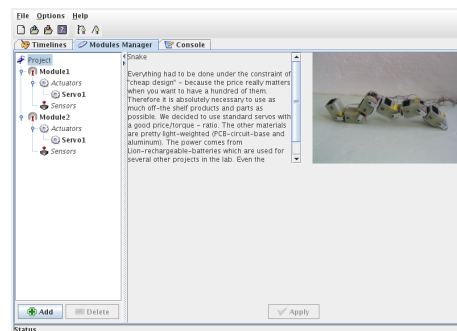 File Options Help
Timelines Modules Manager Console
Project
Module1
Actuators
Servo1
Sensors
Module2
Actuators
Servo1
Sensors
Snake
Everything had to be done under the constraint of
"cheap design" - because the price really matters
when you want to have a hundred of them.
Therefore it is absolutely necessary to use as
much off-the shelf products and parts as
possible. We decided to use standard servos with
a good price/torque - ratio. The other materials
are pretty light-weighted (PCB-circuit-base and
aluminum). The power comes from
Lion-rechargeable-batteries which are used for
several other projects in the lab. Even the
Add Delete Apply
Status